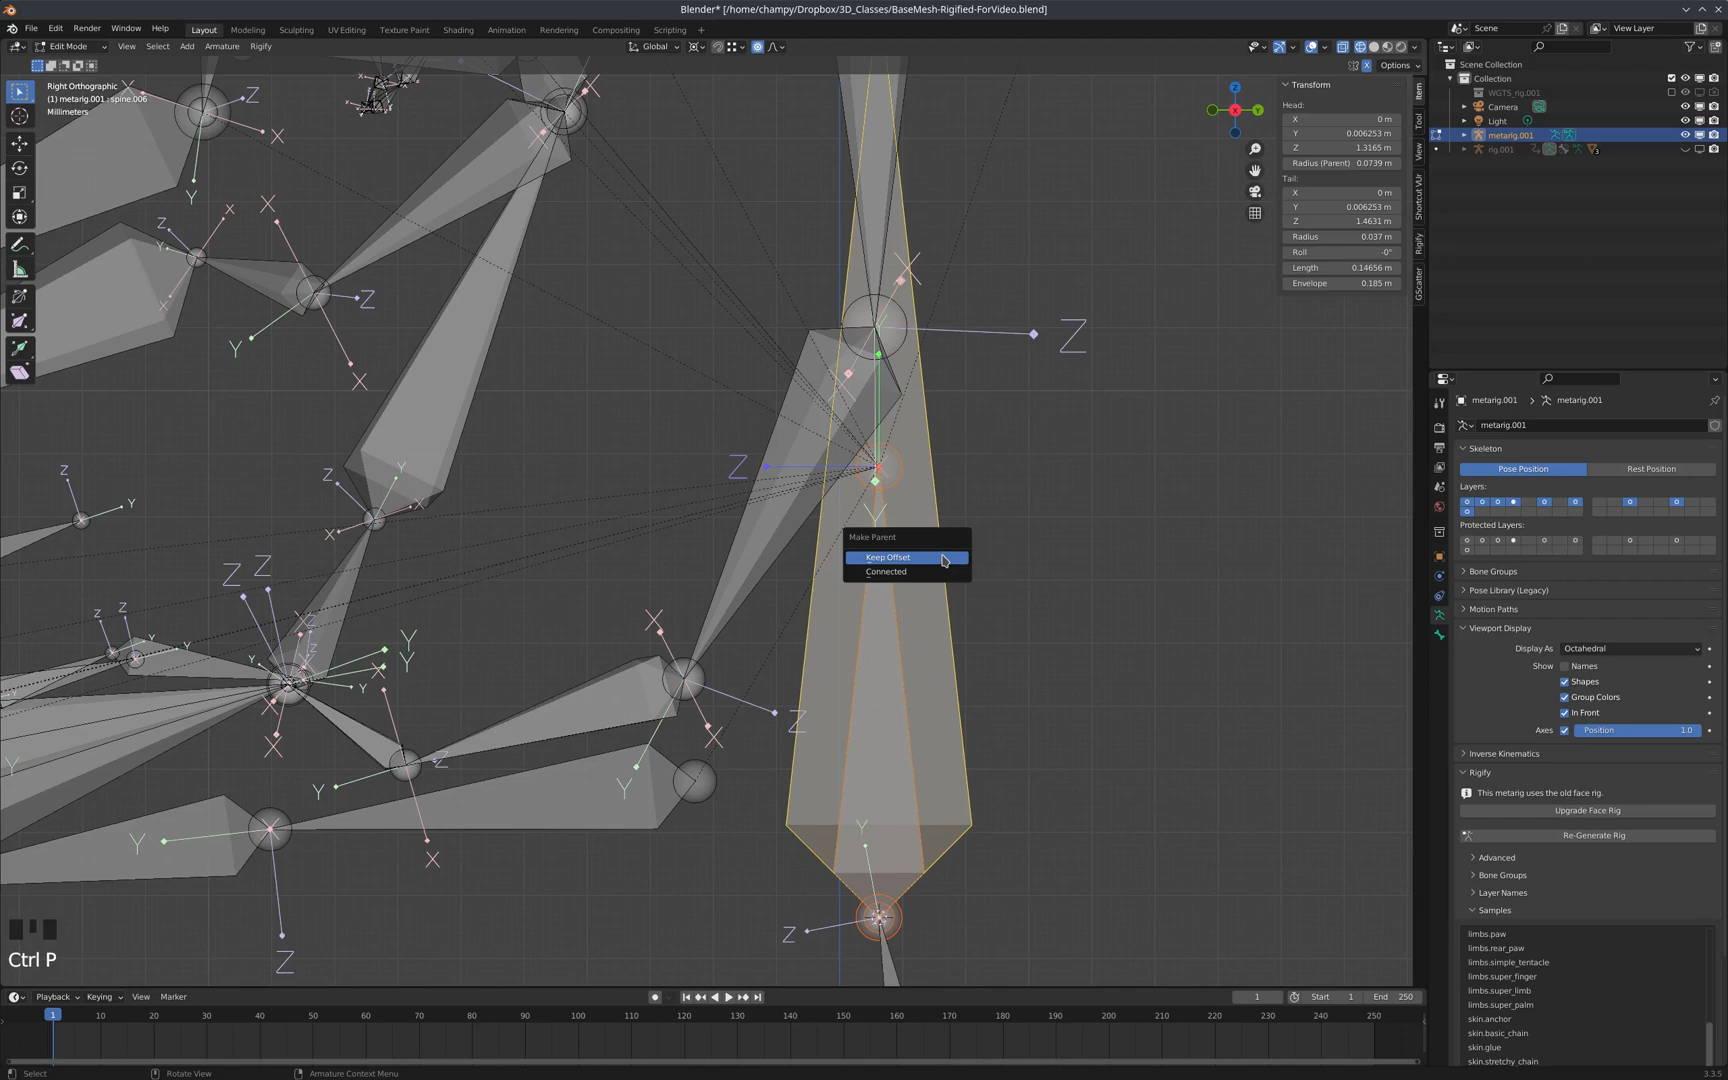 Blender* [/home/champy/Dropbox/3D_Classes/BaseMesh-Rigified-ForVideo.blend]
File Edit Render Window Help Layout Modeling Sculpting UV Editing Texture Paint Shading Animation Rendering Compositing Scripting + Scene View Layer
Edit Mode View Select Add Armature Rigify Global
X Options
Right Orthographic
(1) metarig.001 : spine.006
Millimeters
Transform
Head:
X 0 m
Y 0.006253 m
Z 1.3165 m
Radius (Parent) 0.0739 m
Tail:
X 0 m
Y 0.006253 m
Z 1.4631 m
Radius 0.037 m
Roll -0°
Length 0.14656 m
Envelope 0.185 m
Item
Tool
View
Shortcut VUr
Rigify
GScatter
Scene Collection
Collection
WGTS_rig.001
Camera
Light
metarig.001
rig.001
Make Parent
Keep Offset
Connected
Ctrl P
metarig.001 > metarig.001
metarig.001
Skeleton
Pose Position Rest Position
Layers:
Protected Layers:
Bone Groups
Pose Library (Legacy)
Motion Paths
Viewport Display
Display As Octahedral
Show Names
Shapes
Group Colors
In Front
Axes Position 1.0
Inverse Kinematics
Rigify
This metarig uses the old face rig.
Upgrade Face Rig
Re-Generate Rig
Advanced
Bone Groups
Layer Names
Samples
limbs.paw
limbs.rear_paw
limbs.simple_tentacle
limbs.super_finger
limbs.super_limb
limbs.super_palm
skin.anchor
skin.basic_chain
skin.glue
skin.stretchy_chain
Playback Keying View Marker 1 Start 1 End 250
1 10 20 30 40 50 60 70 80 90 100 110 120 130 140 150 160 170 180 190 200 210 220 230 240 250
Select Rotate View Armature Context Menu 3.3.5